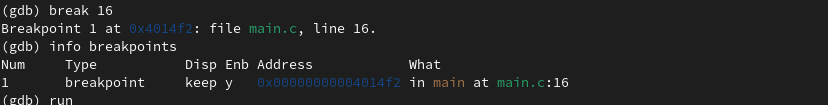 (gdb) break 16
Breakpoint 1 at 0x4014f2: file main.c, line 16.
(gdb) info breakpoints
Num     Type           Disp Enb Address            What
1       breakpoint     keep y   0x00000000004014f2 in main at main.c:16
(gdb) run